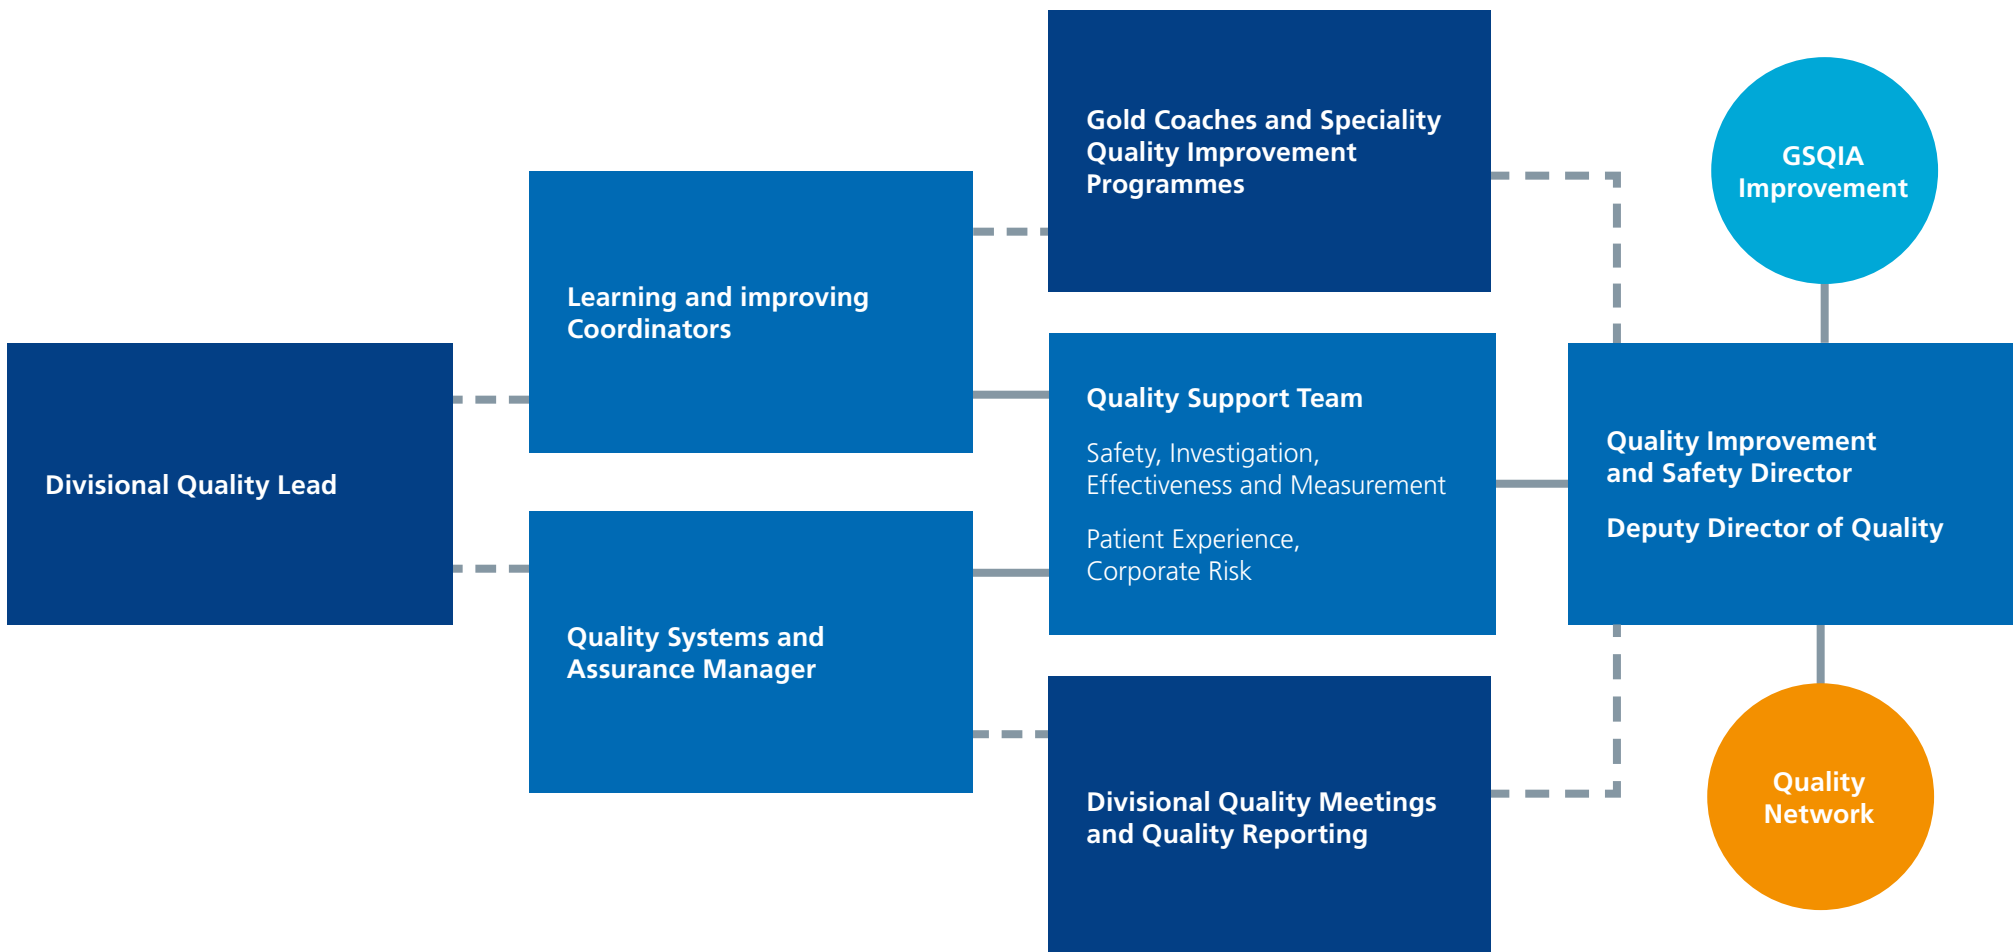 Divisional Quality Lead
Learning and improving
Coordinators
Quality Systems and
Assurance Manager
Gold Coaches and Speciality
Quality Improvement
Programmes
Quality Support Team
Safety, Investigation,
Effectiveness and Measurement
Patient Experience,
Corporate Risk
Divisional Quality Meetings
and Quality Reporting
GSQIA
Improvement
Quality Improvement
and Safety Director
Deputy Director of Quality
Quality
Network